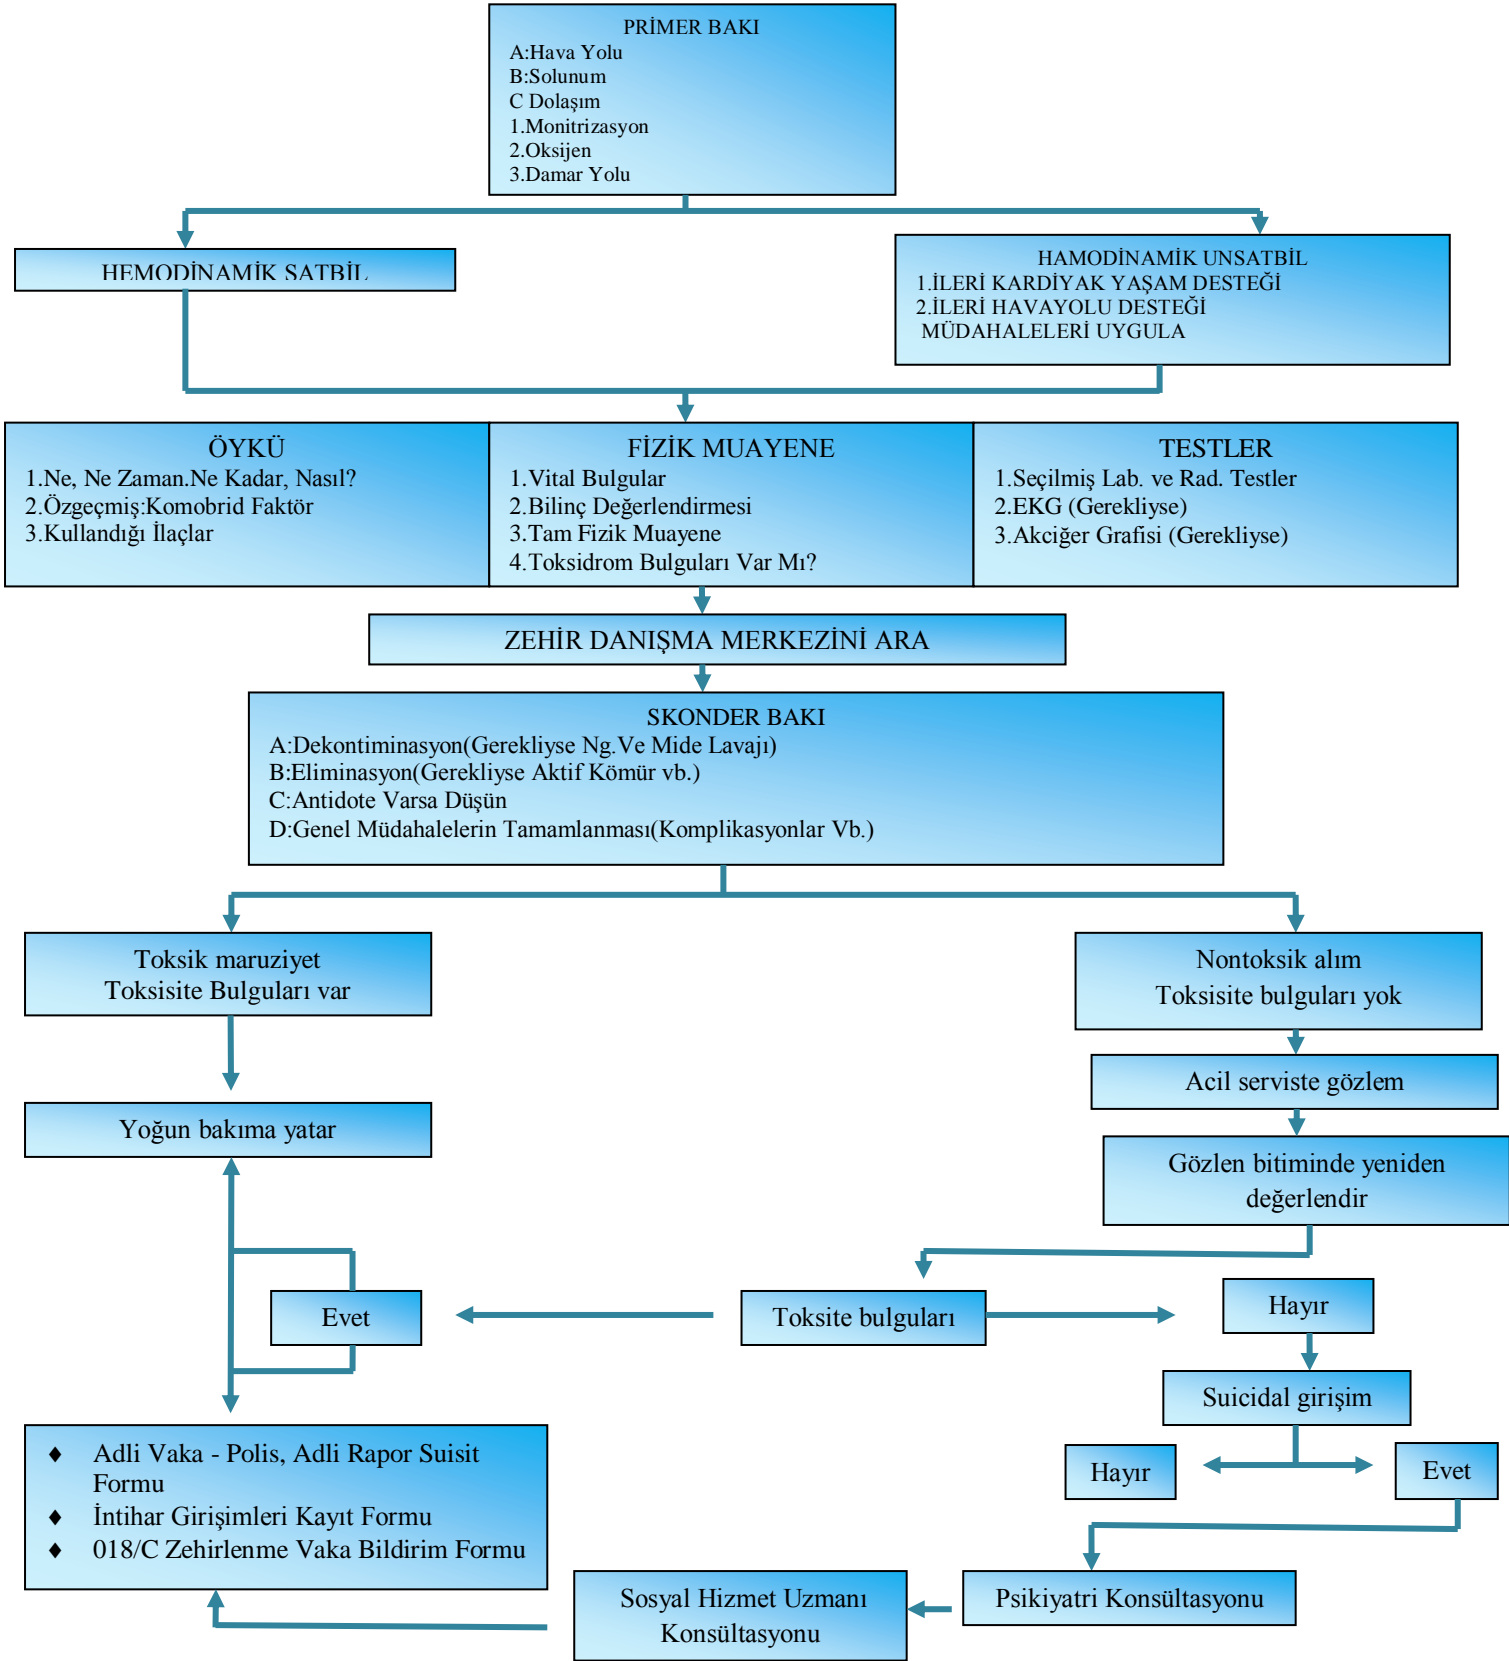 PRİMER BAKI
A:Hava Yolu
B:Solunum
C Dolaşım
1.Monitrizasyon
2.Oksijen
3.Damar Yolu
HEMODİNAMİK SATBİL
HAMODİNAMİK UNSATBİL
1.İLERİ KARDİYAK YAŞAM DESTEĞİ
2.İLERİ HAVAYOLU DESTEĞİ
MÜDAHALELERİ UYGULA
ÖYKÜ
1.Ne, Ne Zaman.Ne Kadar, Nasıl?
2.Özgeçmiş:Komobrid Faktör
3.Kullandığı İlaçlar
FİZİK MUAYENE
1.Vital Bulgular
2.Bilinç Değerlendirmesi
3.Tam Fizik Muayene
4.Toksidrom Bulguları Var Mı?
TESTLER
1.Seçilmiş Lab. ve Rad. Testler
2.EKG (Gerekliyse)
3.Akciğer Grafisi (Gerekliyse)
ZEHİR DANIŞMA MERKEZİNİ ARA
SKONDER BAKI
A:Dekontiminasyon(Gerekliyse Ng.Ve Mide Lavajı)
B:Eliminasyon(Gerekliyse Aktif Kömür vb.)
C:Antidote Varsa Düşün
D:Genel Müdahalelerin Tamamlanması(Komplikasyonlar Vb.)
Toksik maruziyet
Toksisite Bulguları var
Nontoksik alım
Toksisite bulguları yok
Acil serviste gözlem
Yoğun bakıma yatar
Gözlen bitiminde yeniden
değerlendir
Evet
Toksite bulguları
Hayır
Suicidal girişim
Hayır
Evet
♦ Adli Vaka - Polis, Adli Rapor Suisit
Formu
♦ İntihar Girişimleri Kayıt Formu
♦ 018/C Zehirlenme Vaka Bildirim Formu
Sosyal Hizmet Uzmanı
Konsültasyonu
Psikiyatri Konsültasyonu